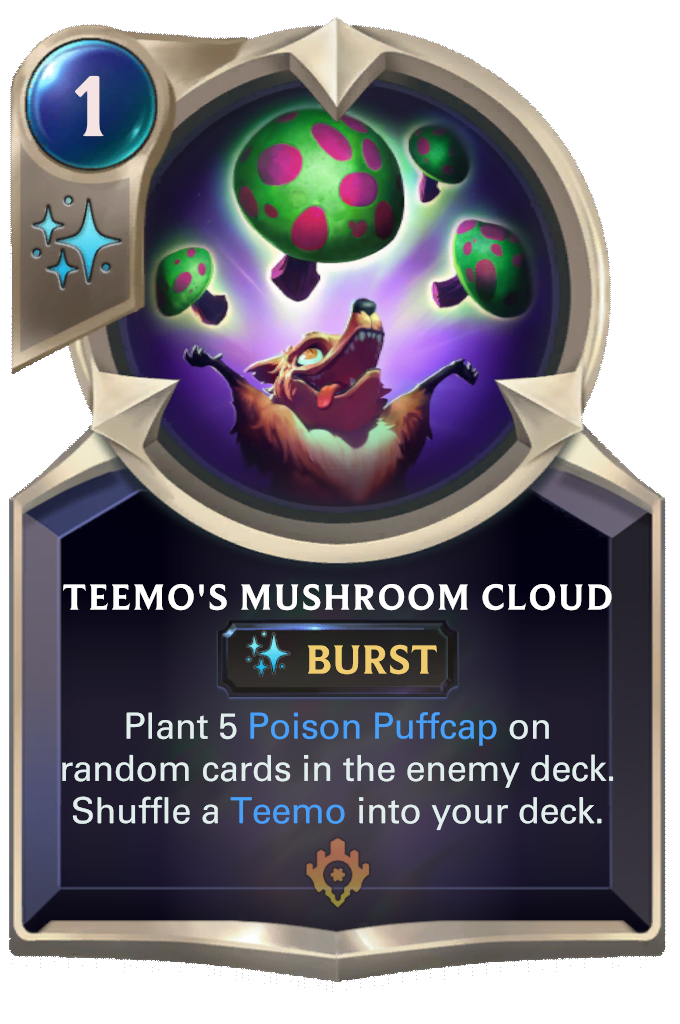 1
TEEMO'S MUSHROOM CLOUD
BURST
Plant 5 Poison Puffcap on
random cards in the enemy deck.
Shuffle a Teemo into your deck.